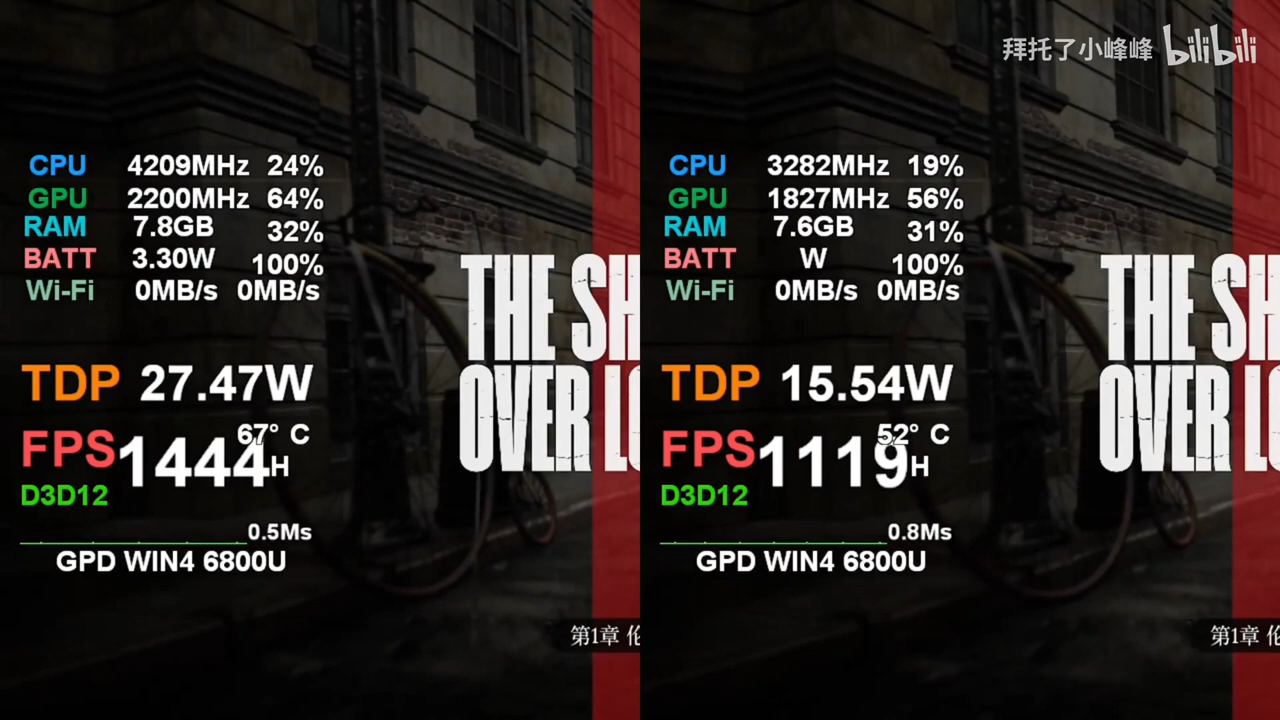 拜托了小峰峰 bilibili
CPU 4209MHz 24%
GPU 2200MHz 64%
RAM 7.8GB 32%
BATT 3.30W 100%
Wi-Fi 0MB/s 0MB/s
TDP 27.47W
67° C
FPS 1444 H
D3D12
0.5Ms
GPD WIN4 6800U
THE SH
OVER LO
第1章 伦
CPU 3282MHz 19%
GPU 1827MHz 56%
RAM 7.6GB 31%
BATT W 100%
Wi-Fi 0MB/s 0MB/s
TDP 15.54W
52° C
FPS 1119 H
D3D12
0.8Ms
GPD WIN4 6800U
THE SH
OVER LO
第1章 伦